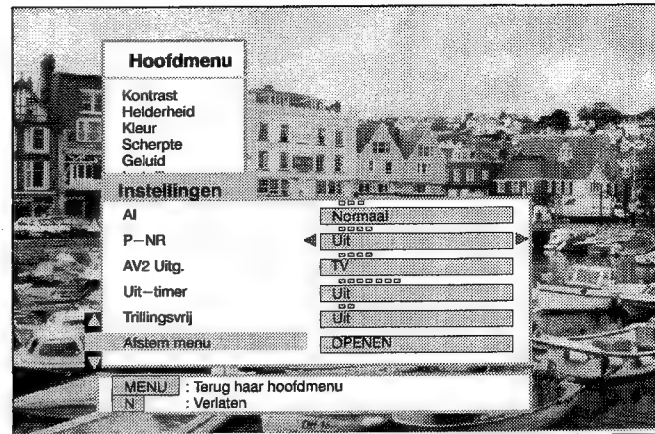 Hoofdmenu
Kontrast
Helderheid
Kleur
Scherpte
Geluid
Instellingen
AI Normaal
P-NR Uit
AV2 Uitg. TV
Uit-timer Uit
Trillingsvrij Uit
Afstem menu OPENEN
MENU : Terug haar hoofdmenu
N : Verlaten